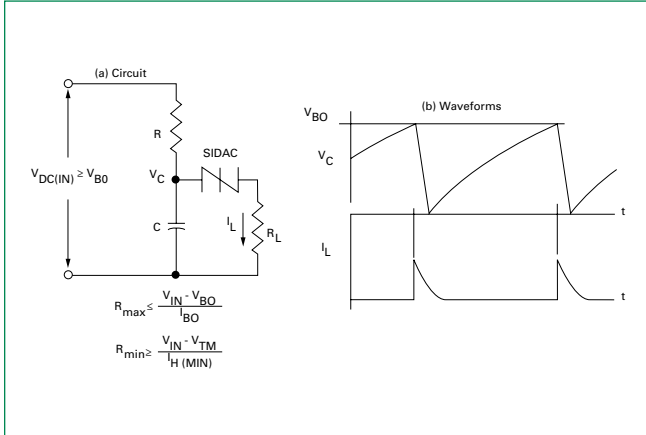 (a) Circuit
R
SIDAC
V_DC(IN) ≥ V_B0
V_C
C
I_L
R_L
R_max ≤ V_IN - V_BO / I_BO
R_min ≥ V_IN - V_TM / I_H (MIN)
(b) Waveforms
V_BO
V_C
t
I_L
t